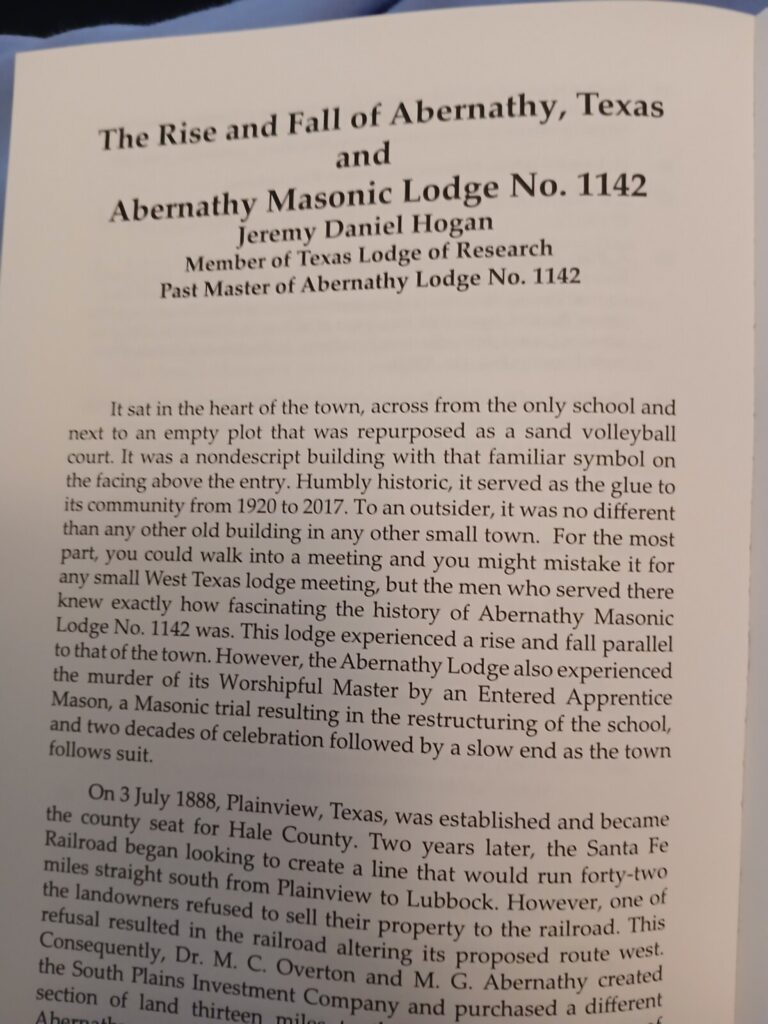 The Rise and Fall of Abernathy, Texas
and
Abernathy Masonic Lodge No. 1142
Jeremy Daniel Hogan
Member of Texas Lodge of Research
Past Master of Abernathy Lodge No. 1142
It sat in the heart of the town, across from the only school and
next to an empty plot that was repurposed as a sand volleyball
court. It was a nondescript building with that familiar symbol on
the facing above the entry. Humbly historic, it served as the glue to
its community from 1920 to 2017. To an outsider, it was no different
than any other old building in any other small town. For the most
part, you could walk into a meeting and you might mistake it for
any small West Texas lodge meeting, but the men who served there
knew exactly how fascinating the history of Abernathy Masonic
Lodge No. 1142 was. This lodge experienced a rise and fall parallel
to that of the town. However, the Abernathy Lodge also experienced
the murder of its Worshipful Master by an Entered Apprentice
Mason, a Masonic trial resulting in the restructuring of the school,
and two decades of celebration followed by a slow end as the town
follows suit.
On 3 July 1888, Plainview, Texas, was established and became
the county seat for Hale County. Two years later, the Santa Fe
Railroad began looking to create a line that would run forty-two
miles straight south from Plainview to Lubbock. However, one of
the landowners refused to sell their property to the railroad. This
refusal resulted in the railroad altering its proposed route west.
Consequently, Dr. M. C. Overton and M. G. Abernathy created
the South Plains Investment Company and purchased a different
section of land thirteen miles
of